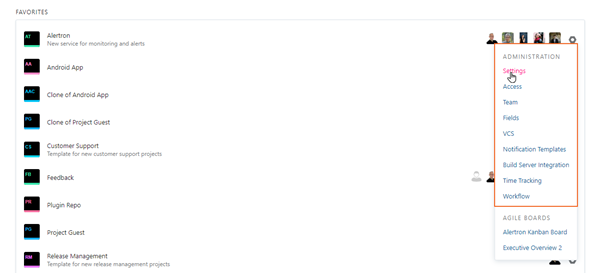 FAVORITES
AT
Alertron
New service for monitoring and alerts
AA
Android App
AAC
Clone of Android App
PG
Clone of Project Guest
CS
Customer Support
Template for new customer support projects
FB
Feedback
PR
Plugin Repo
PG
Project Guest
RM
Release Management
Template for new release management projects
ADMINISTRATION
Settings
Access
Team
Fields
VCS
Notification Templates
Build Server Integration
Time Tracking
Workflow
AGILE BOARDS
Alertron Kanban Board
Executive Overview 2